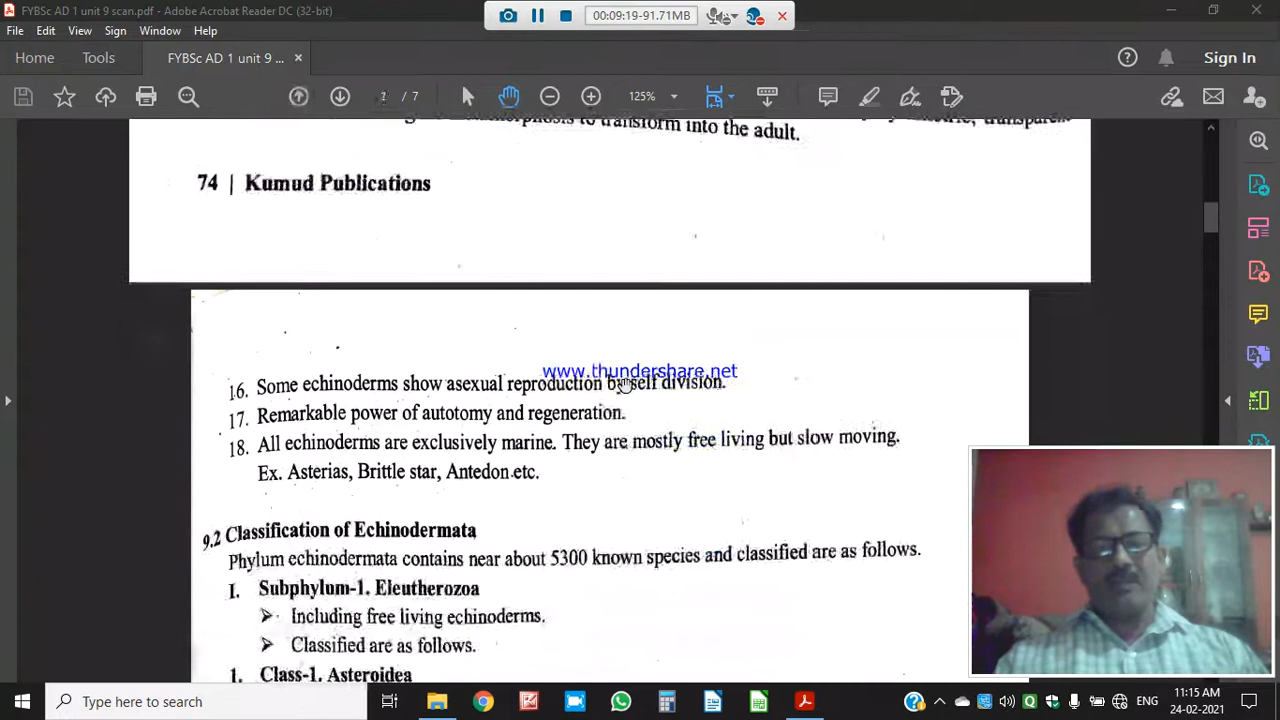 FYBSc AD 1 unit 9 scan.pdf - Adobe Acrobat Reader DC (32-bit)
00:09:19-91.71MB
File Edit View Sign Window Help
Home Tools FYBSc AD 1 unit 9 ... Sign In
/ 7 125%
to transform into the adult.
74 | Kumud Publications
www.thundershare.net
16. Some echinoderms show asexual reproduction by self division.
17. Remarkable power of autotomy and regeneration.
18. All echinoderms are exclusively marine. They are mostly free living but slow moving.
Ex. Asterias, Brittle star, Antedon etc.
9.2 Classification of Echinodermata
Phylum echinodermata contains near about 5300 known species and classified are as follows.
I. Subphylum-1. Eleutherozoa
➢ Including free living echinoderms.
➢ Classified are as follows.
1. Class-1. Asteroidea
Type here to search
ENG
11:15 AM
24-02-2021